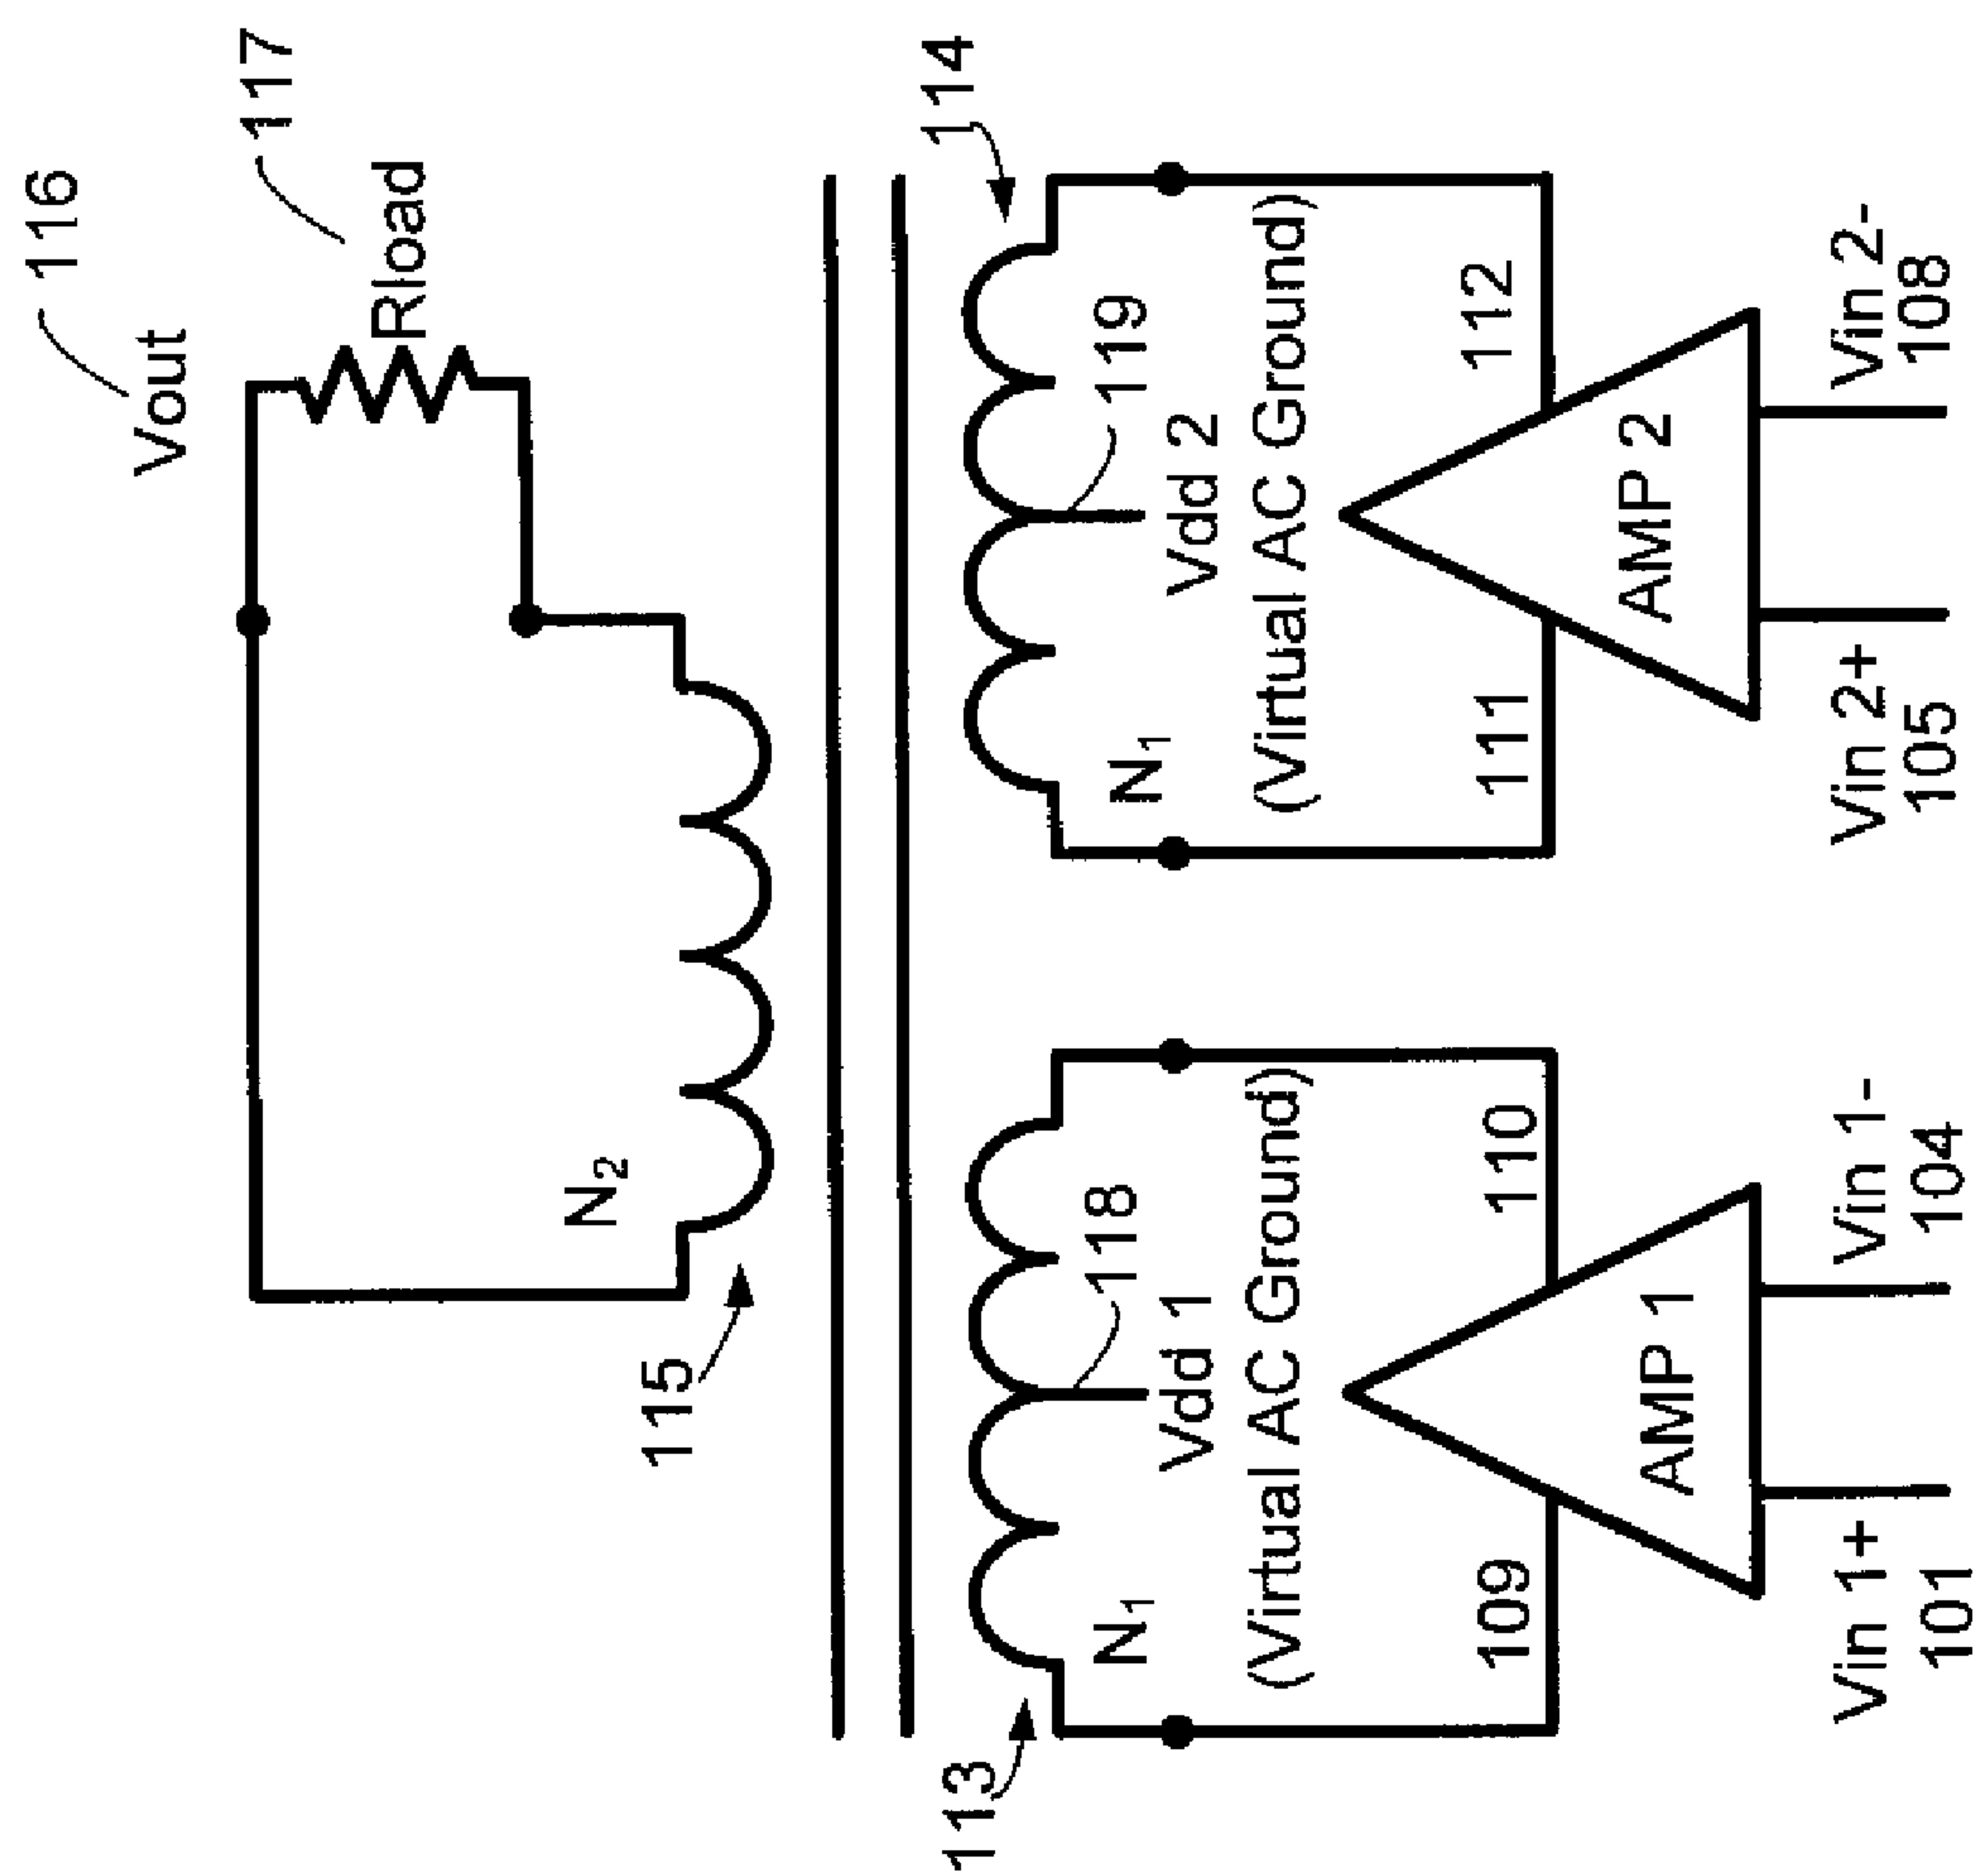 116
Vout
117
Rload
N₂
115
113
114
N₁
118
N₁
119
Vdd 1
Vdd 2
(Virtual AC Ground)
(Virtual AC Ground)
109
110
111
112
AMP 1
AMP 2
Vin 1+
Vin 1-
Vin 2+
Vin 2-
101
104
105
108